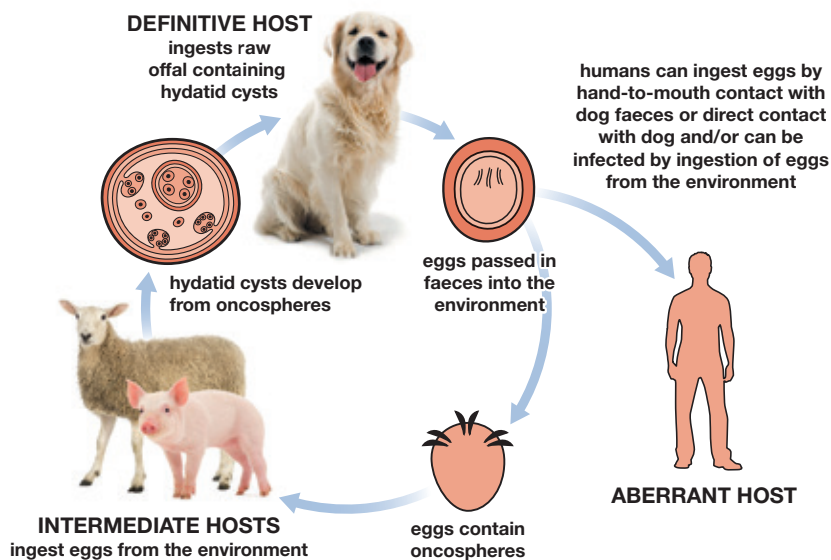 DEFINITIVE HOST
ingests raw
offal containing
hydatid cysts
humans can ingest eggs by
hand-to-mouth contact with
dog faeces or direct contact
with dog and/or can be
infected by ingestion of eggs
from the environment
eggs passed in
faeces into the
environment
hydatid cysts develop
from oncospheres
ABERRANT HOST
INTERMEDIATE HOSTS
ingest eggs from the environment
eggs contain
oncospheres